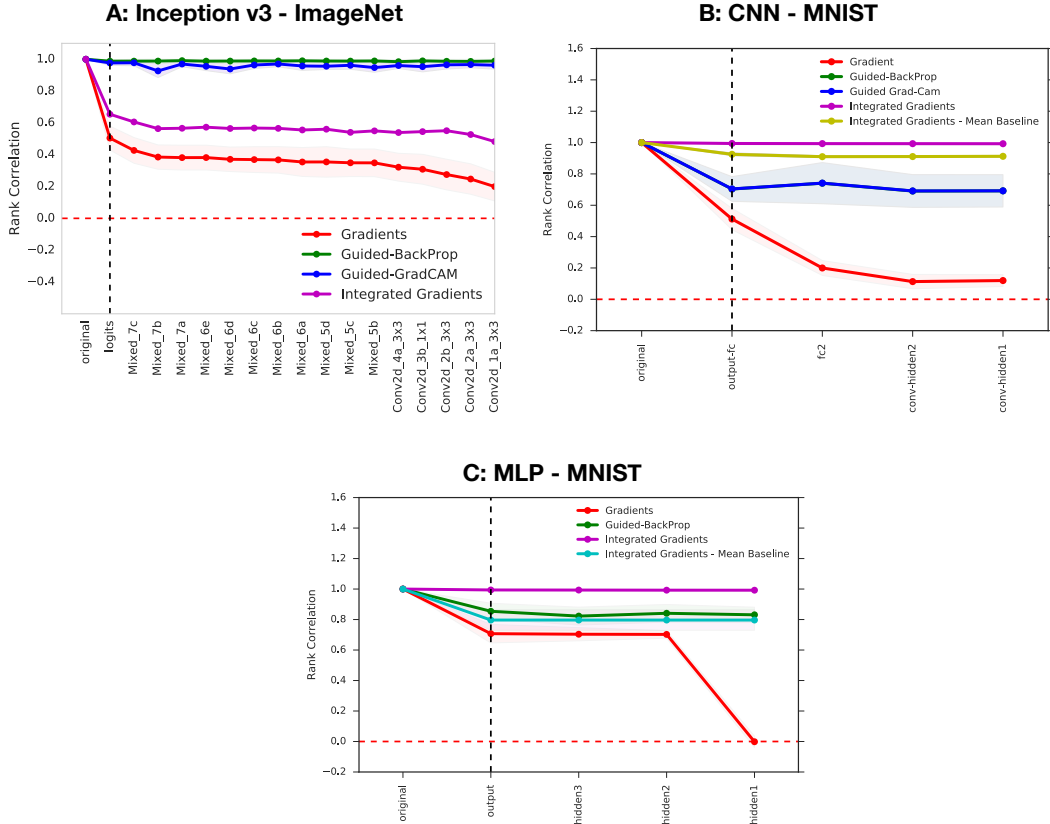 A: Inception v3 - ImageNet
1.0
0.8
0.6
0.4
0.2
0.0
−0.2
−0.4
Rank Correlation
Gradients
Guided-BackProp
Guided-GradCAM
Integrated Gradients
original
logits
Mixed_7c
Mixed_7b
Mixed_7a
Mixed_6e
Mixed_6d
Mixed_6c
Mixed_6b
Mixed_6a
Mixed_5d
Mixed_5c
Mixed_5b
Conv2d_4a_3x3
Conv2d_3b_1x1
Conv2d_2b_3x3
Conv2d_2a_3x3
Conv2d_1a_3x3
B: CNN - MNIST
1.6
1.4
1.2
1.0
0.8
0.6
0.4
0.2
0.0
−0.2
Rank Correlation
Gradient
Guided-BackProp
Guided Grad-Cam
Integrated Gradients
Integrated Gradients - Mean Baseline
original
output-fc
fc2
conv-hidden2
conv-hidden1
C: MLP - MNIST
1.6
1.4
1.2
1.0
0.8
0.6
0.4
0.2
0.0
−0.2
Rank Correlation
Gradients
Guided-BackProp
Integrated Gradients
Integrated Gradients - Mean Baseline
original
output
hidden3
hidden2
hidden1